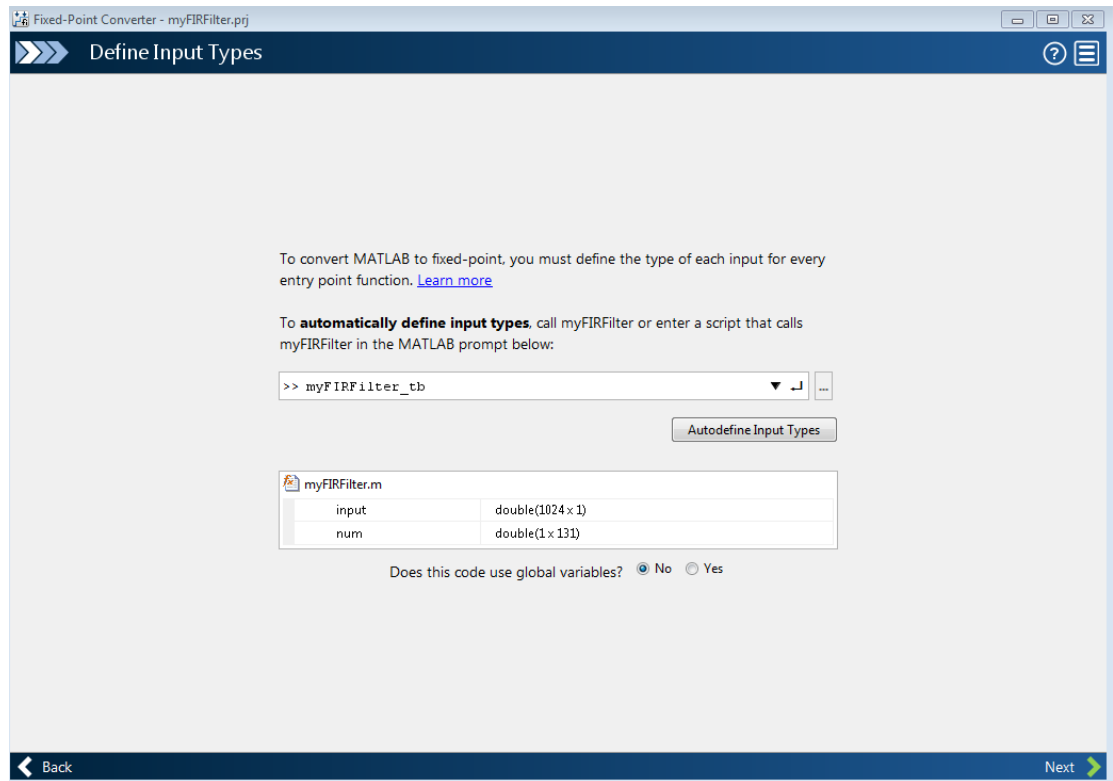 Fixed-Point Converter - myFIRFilter.prj
Define Input Types
To convert MATLAB to fixed-point, you must define the type of each input for every
entry point function. Learn more
To automatically define input types, call myFIRFilter or enter a script that calls
myFIRFilter in the MATLAB prompt below:
>> myFIRFilter_tb
...
Autodefine Input Types
myFIRFilter.m
input double(1024 x 1)
num double(1 x 131)
Does this code use global variables? No Yes
Back Next